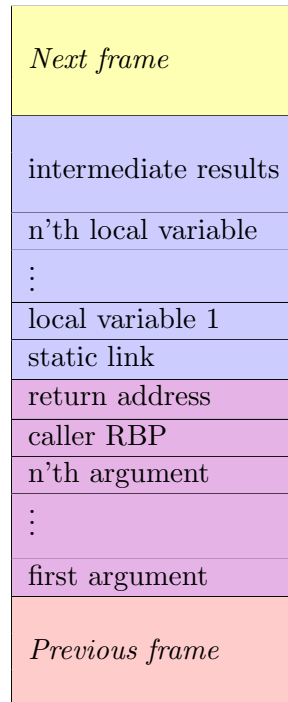 Next frame
intermediate results
n'th local variable
⋮
local variable 1
static link
return address
caller RBP
n'th argument
⋮
first argument
Previous frame